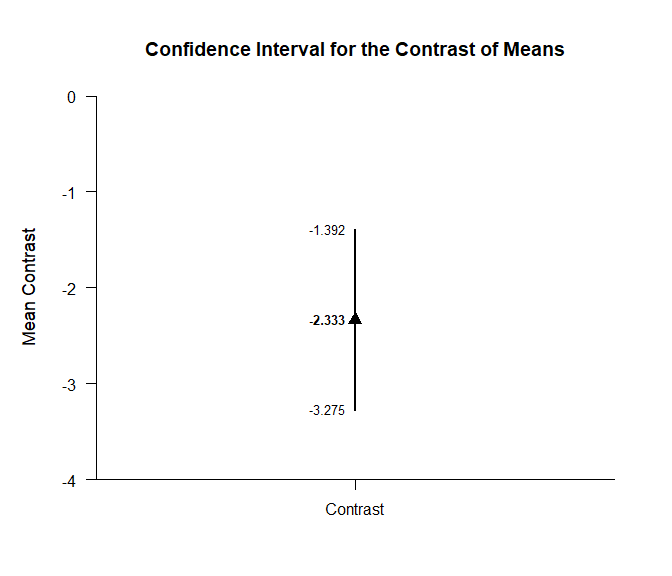 Confidence Interval for the Contrast of Means
Mean Contrast
0
-1
-2
-3
-4
-1.392
-2.333
-3.275
Contrast